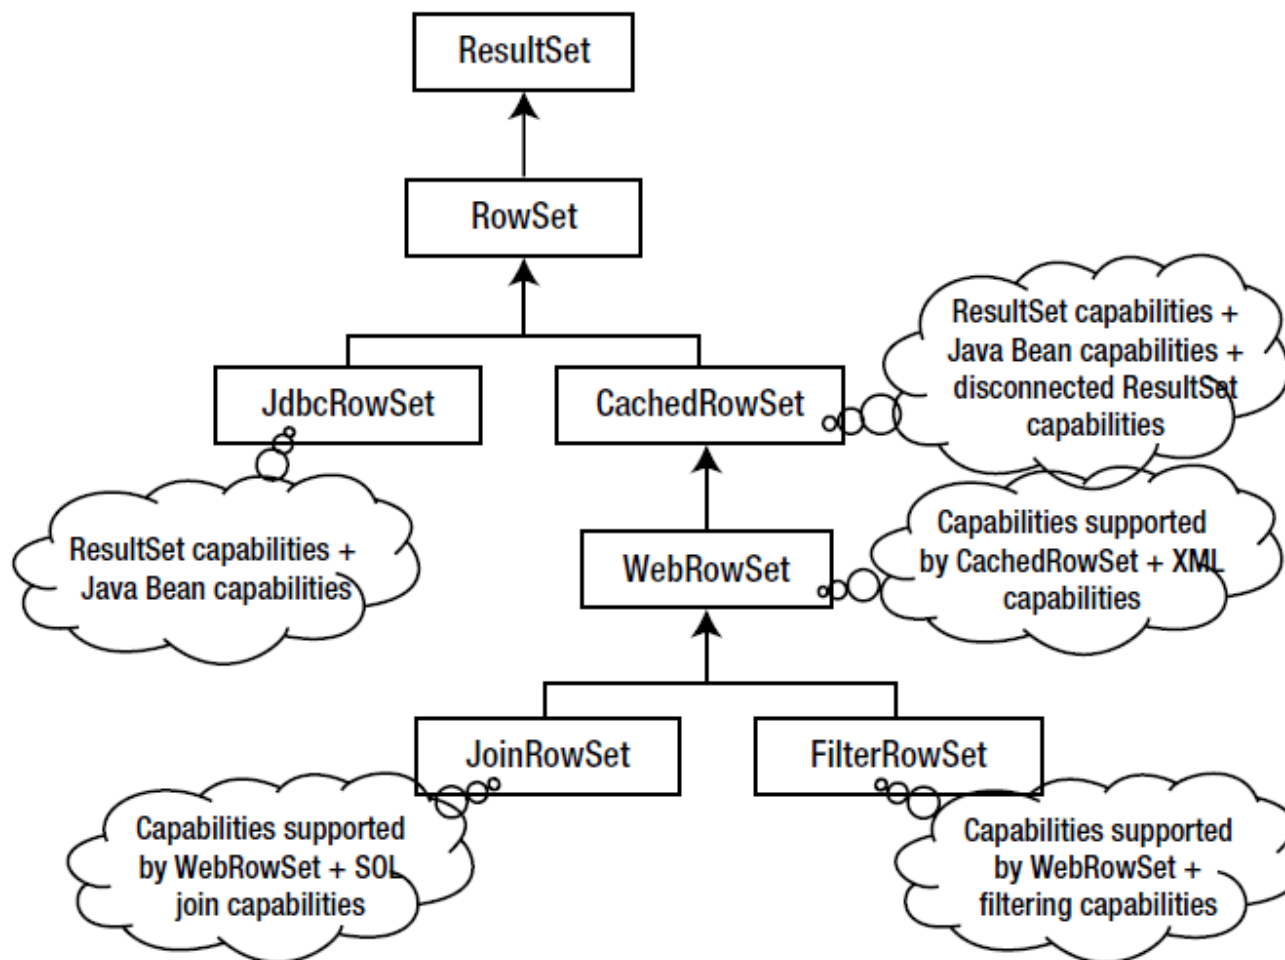 ResultSet
RowSet
JdbcRowSet
CachedRowSet
ResultSet capabilities +
Java Bean capabilities +
disconnected ResultSet
capabilities
ResultSet capabilities +
Java Bean capabilities
WebRowSet
Capabilities supported
by CachedRowSet + XML
capabilities
JoinRowSet
FilterRowSet
Capabilities supported
by WebRowSet + SOL
join capabilities
Capabilities supported
by WebRowSet +
filtering capabilities